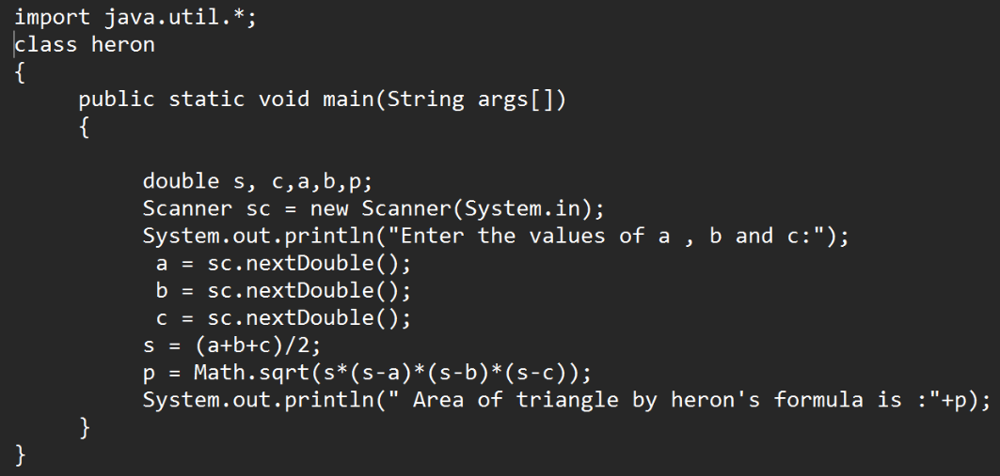 import java.util.*;
class heron
{
public static void main(String args[])
{
double s, c,a,b,p;
Scanner sc = new Scanner(System.in);
System.out.println("Enter the values of a , b and c:");
a = sc.nextDouble();
b = sc.nextDouble();
c = sc.nextDouble();
s = (a+b+c)/2;
p = Math.sqrt(s*(s-a)*(s-b)*(s-c));
System.out.println(" Area of triangle by heron's formula is :"+p);
}
}